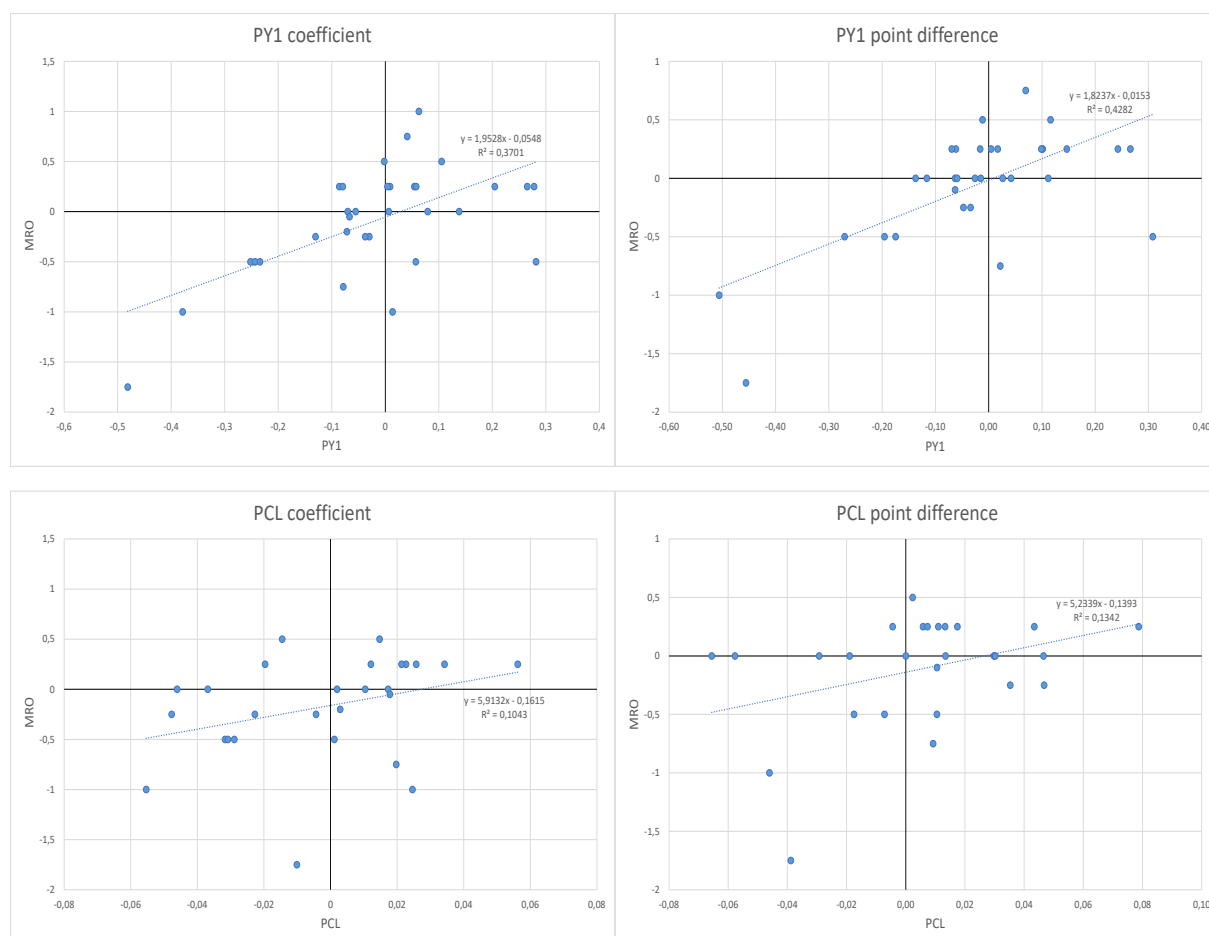 PY1 coefficient
1,5
1
0,5
0
-0,5
-1
-1,5
-2
MRO
y = 1,9528x - 0,0548
R² = 0,3701
-0,6 -0,5 -0,4 -0,3 -0,2 -0,1 0 0,1 0,2 0,3 0,4
PY1
PY1 point difference
1
0,5
0
-0,5
-1
-1,5
-2
MRO
y = 1,8237x - 0,0153
R² = 0,4282
-0,60 -0,50 -0,40 -0,30 -0,20 -0,10 0,00 0,10 0,20 0,30 0,40
PY1
PCL coefficient
1,5
1
0,5
0
-0,5
-1
-1,5
-2
MRO
y = 5,9132x - 0,1615
R² = 0,1043
-0,08 -0,06 -0,04 -0,02 0 0,02 0,04 0,06 0,08
PCL
PCL point difference
1
0,5
0
-0,5
-1
-1,5
-2
MRO
y = 5,2339x - 0,1393
R² = 0,1342
-0,08 -0,06 -0,04 -0,02 0,00 0,02 0,04 0,06 0,08 0,10
PCL